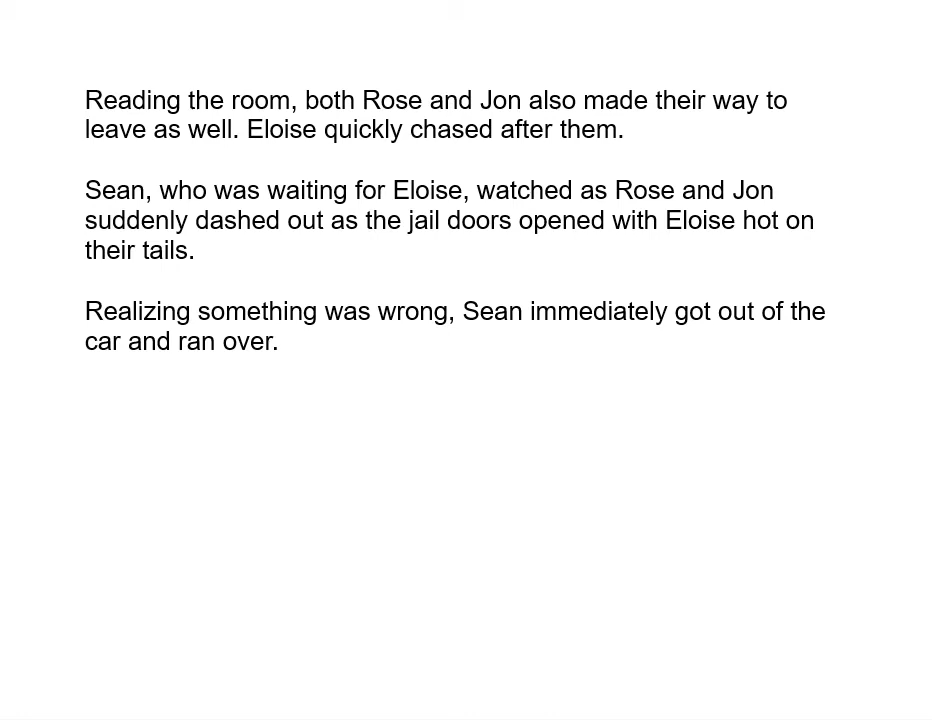 Reading the room, both Rose and Jon also made their way to
leave as well. Eloise quickly chased after them.
Sean, who was waiting for Eloise, watched as Rose and Jon
suddenly dashed out as the jail doors opened with Eloise hot on
their tails.
Realizing something was wrong, Sean immediately got out of the
car and ran over.